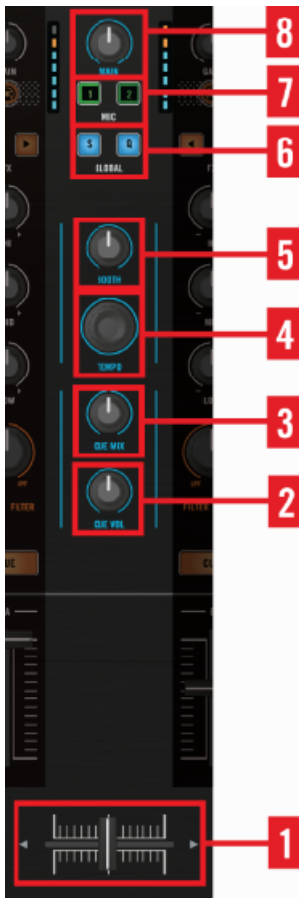 8
MAIN
7
1 2
MIC
6
S Q
GLOBAL
5
BOOTH
4
TEMPO
3
CUE MIX
2
CUE VOL
FILTER
FILTER
1